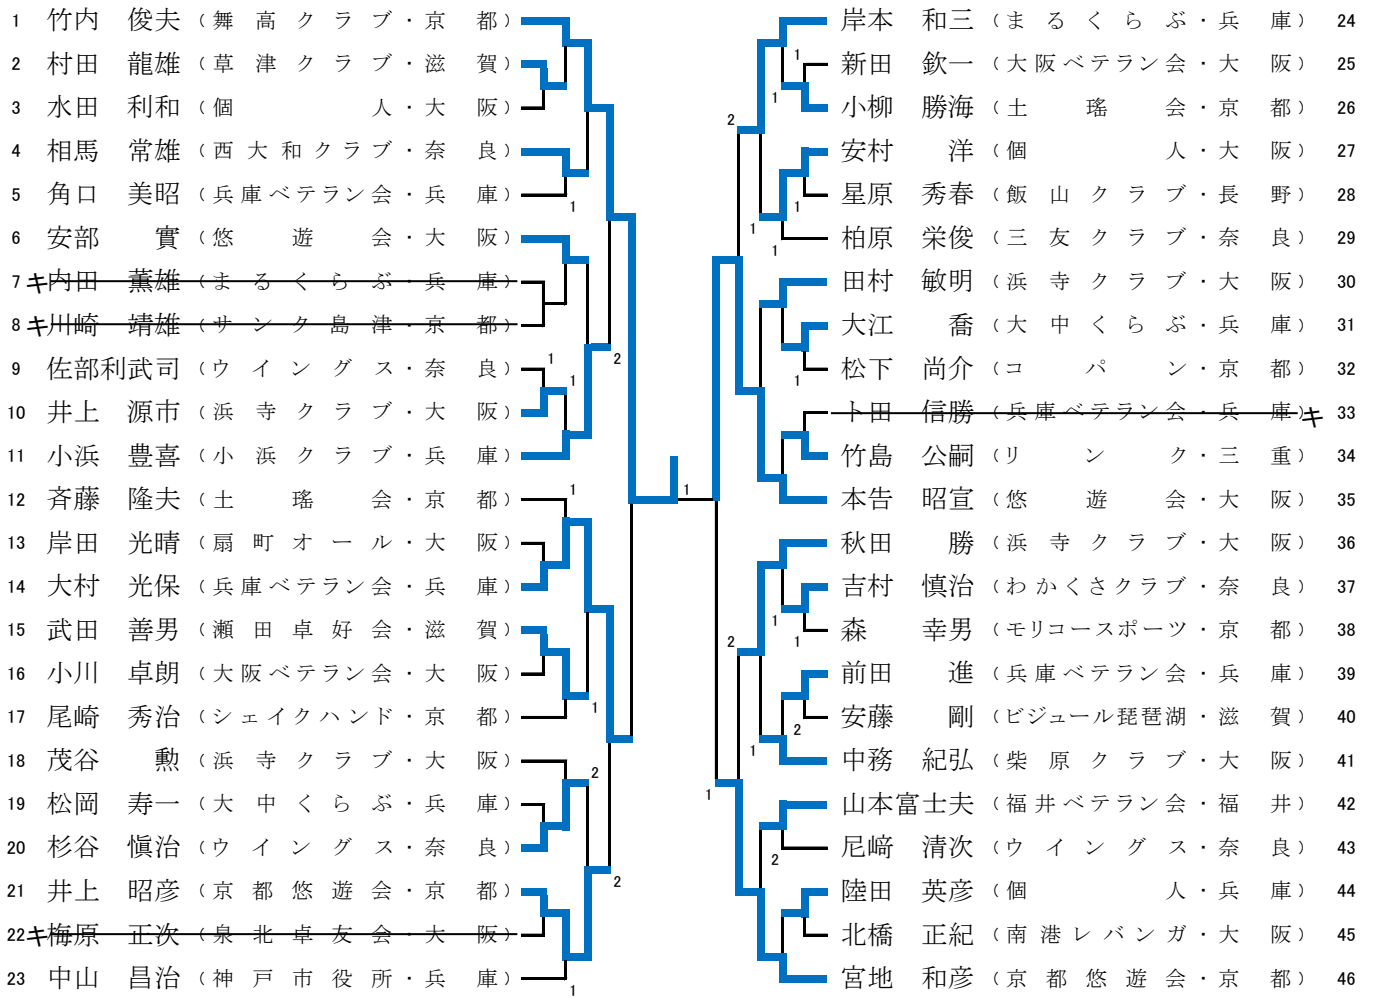 1 竹内 俊夫 （舞高クラブ・京都）
2 村田 龍雄 （草津クラブ・滋賀）
3 水田 利和 （個人・大阪）
4 相馬 常雄 （西大和クラブ・奈良）
5 角口 美昭 （兵庫ベテラン会・兵庫）
1
6 安部 實 （悠遊会・大阪）
7 キ 内田 薫雄 （まるくらぶ・兵庫）
8 キ 川崎 靖雄 （サンク島津・京都）
2
9 佐部利武司 （ウイングス・奈良）
1
1
10 井上 源市 （浜寺クラブ・大阪）
11 小浜 豊喜 （小浜クラブ・兵庫）
12 斉藤 隆夫 （土瑤会・京都）
1
13 岸田 光晴 （扇町オール・大阪）
14 大村 光保 （兵庫ベテラン会・兵庫）
15 武田 善男 （瀬田卓好会・滋賀）
16 小川 卓朗 （大阪ベテラン会・大阪）
17 尾崎 秀治 （シェイクハンド・京都）
1
18 茂谷 勲 （浜寺クラブ・大阪）
2
19 松岡 寿一 （大中くらぶ・兵庫）
20 杉谷 愼治 （ウイングス・奈良）
2
21 井上 昭彦 （京都悠遊会・京都）
22 キ 梅原 正次 （泉北卓友会・大阪）
23 中山 昌治 （神戸市役所・兵庫）
1
1
岸本 和三 （まるくらぶ・兵庫） 24
1
新田 欽一 （大阪ベテラン会・大阪） 25
1
小柳 勝海 （土瑤会・京都） 26
2
安村 洋 （個人・大阪） 27
星原 秀春 （飯山クラブ・長野） 28
1
柏原 栄俊 （三友クラブ・奈良） 29
1
1
田村 敏明 （浜寺クラブ・大阪） 30
大江 喬 （大中くらぶ・兵庫） 31
松下 尚介 （コパン・京都） 32
1
卜田 信勝 （兵庫ベテラン会・兵庫） キ 33
竹島 公嗣 （リンク・三重） 34
本告 昭宣 （悠遊会・大阪） 35
秋田 勝 （浜寺クラブ・大阪） 36
吉村 慎治 （わかくさクラブ・奈良） 37
1
森 幸男 （モリコースポーツ・京都） 38
1
2
前田 進 （兵庫ベテラン会・兵庫） 39
安藤 剛 （ビジュール琵琶湖・滋賀） 40
2
1
中務 紀弘 （柴原クラブ・大阪） 41
1
山本富士夫 （福井ベテラン会・福井） 42
尼﨑 清次 （ウイングス・奈良） 43
2
陸田 英彦 （個人・兵庫） 44
北橋 正紀 （南港レバンガ・大阪） 45
宮地 和彦 （京都悠遊会・京都） 46